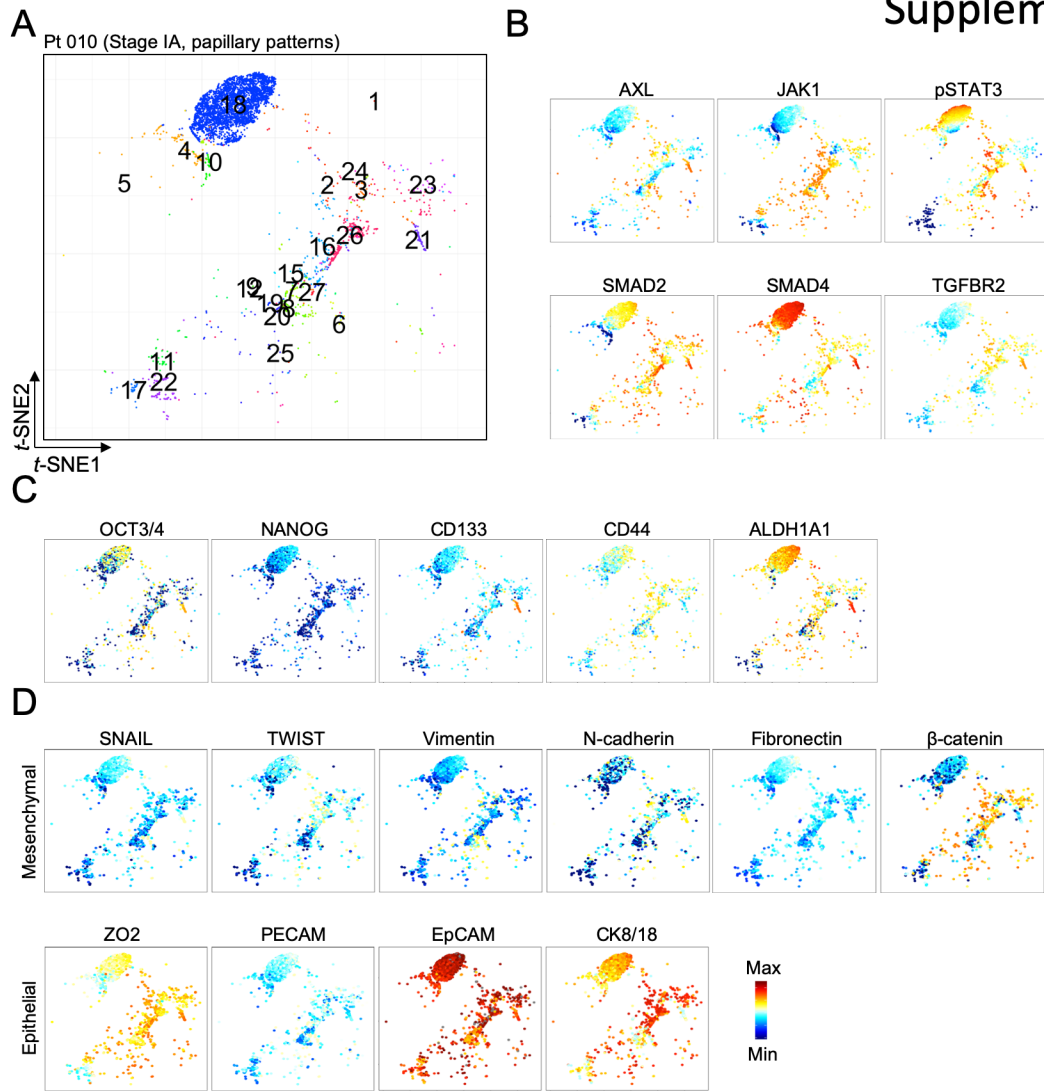 Supplem
A
B
Pt 010 (Stage IA, papillary patterns)
18
1
4
10
5
24
2
3
23
26
21
16
15
9
12
7
27
19
8
20
6
25
11
17
22
t-SNE2
t-SNE1
AXL
JAK1
pSTAT3
SMAD2
SMAD4
TGFBR2
C
OCT3/4
NANOG
CD133
CD44
ALDH1A1
D
Mesenchymal
SNAIL
TWIST
Vimentin
N-cadherin
Fibronectin
β-catenin
Epithelial
ZO2
PECAM
EpCAM
CK8/18
Max
Min